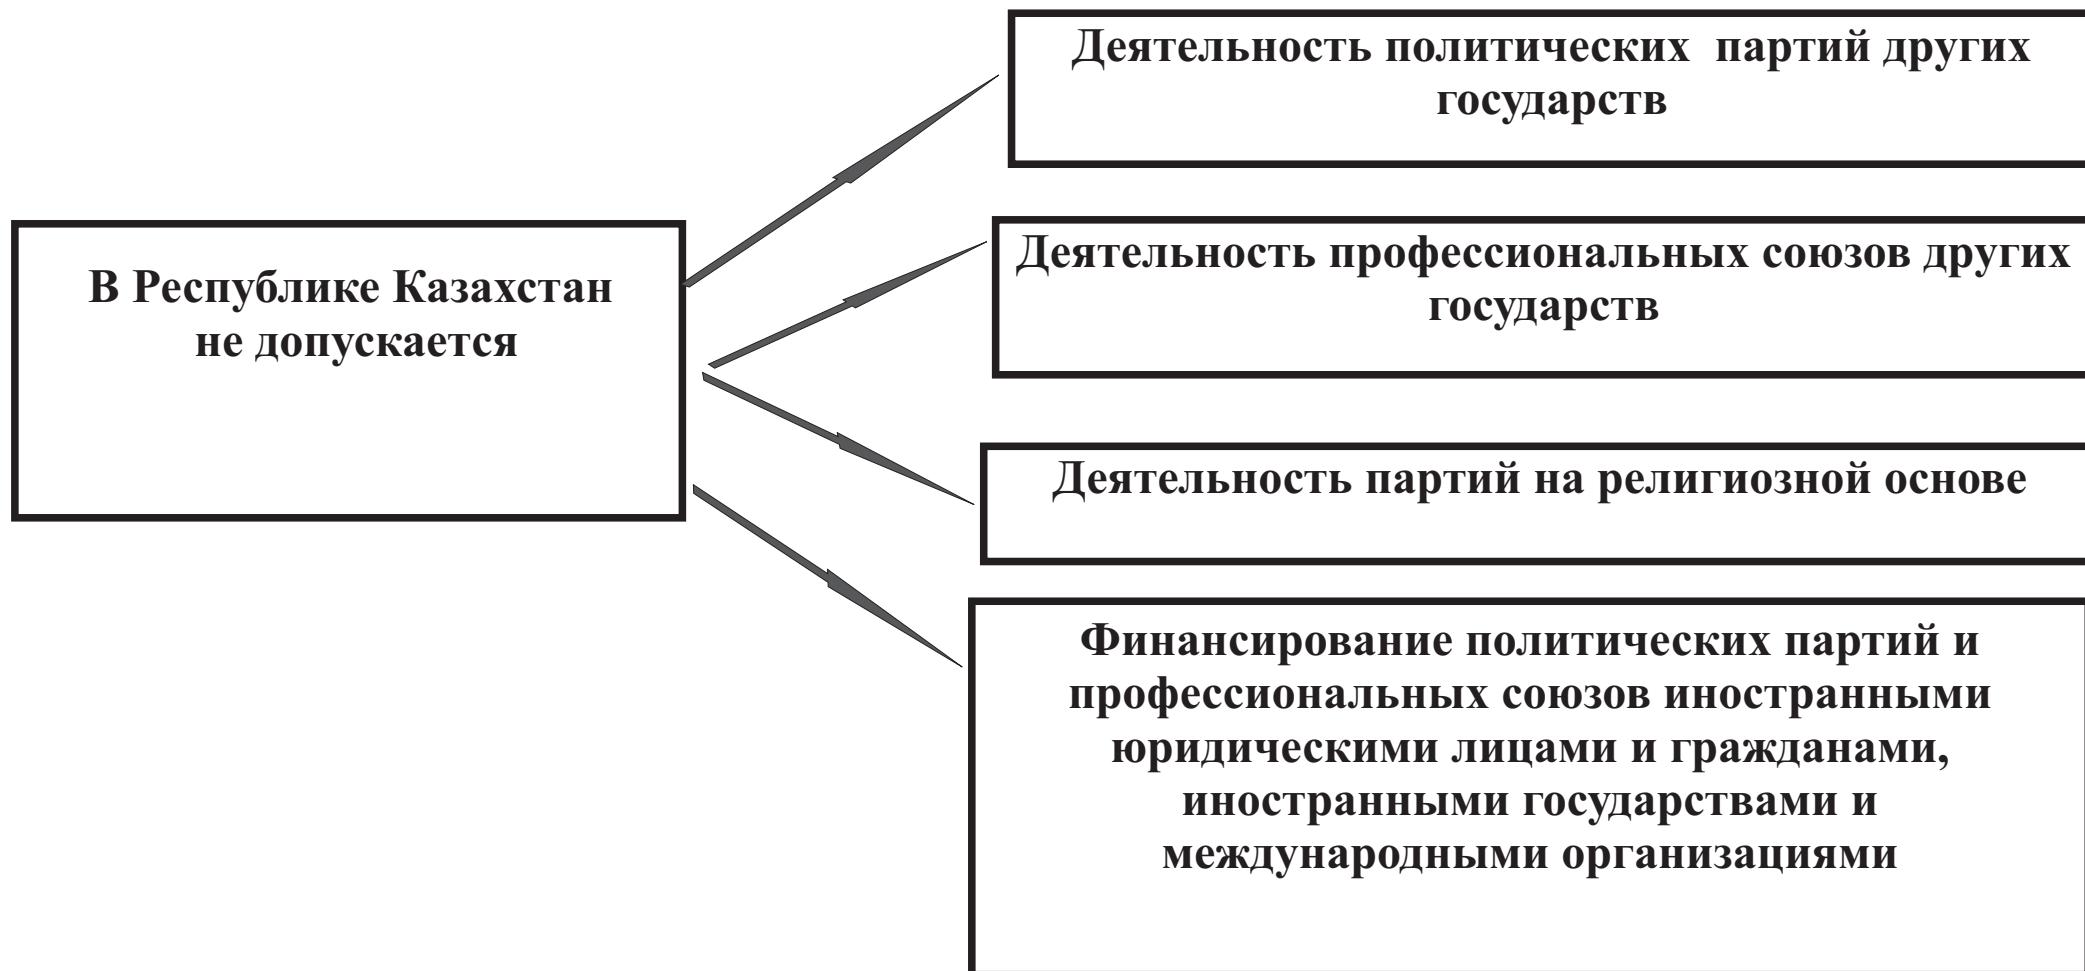 В Республике Казахстан
не допускается
Деятельность политических партий других
государств
Деятельность профессиональных союзов других
государств
Деятельность партий на религиозной основе
Финансирование политических партий и
профессиональных союзов иностранными
юридическими лицами и гражданами,
иностранными государствами и
международными организациями